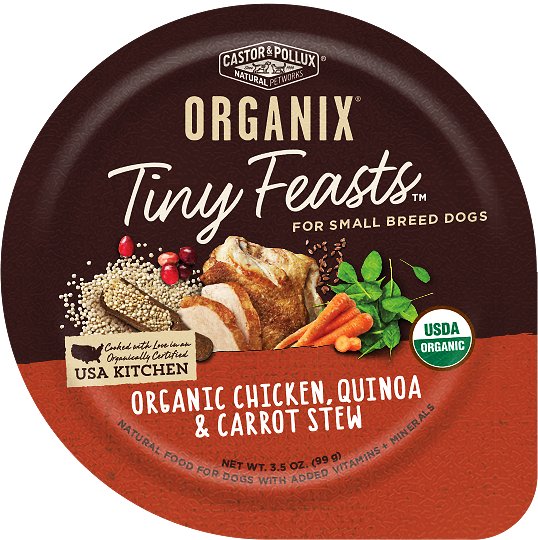 CASTOR & POLLUX®
NATURAL PETWORKS
ORGANIX®
Tiny Feasts™
FOR SMALL BREED DOGS
Cooked with Love in an
Organically Certified
USA KITCHEN
USDA
ORGANIC
ORGANIC CHICKEN, QUINOA
& CARROT STEW
NET WT. 3.5 OZ. (99 g)
NATURAL FOOD FOR DOGS WITH ADDED VITAMINS + MINERALS